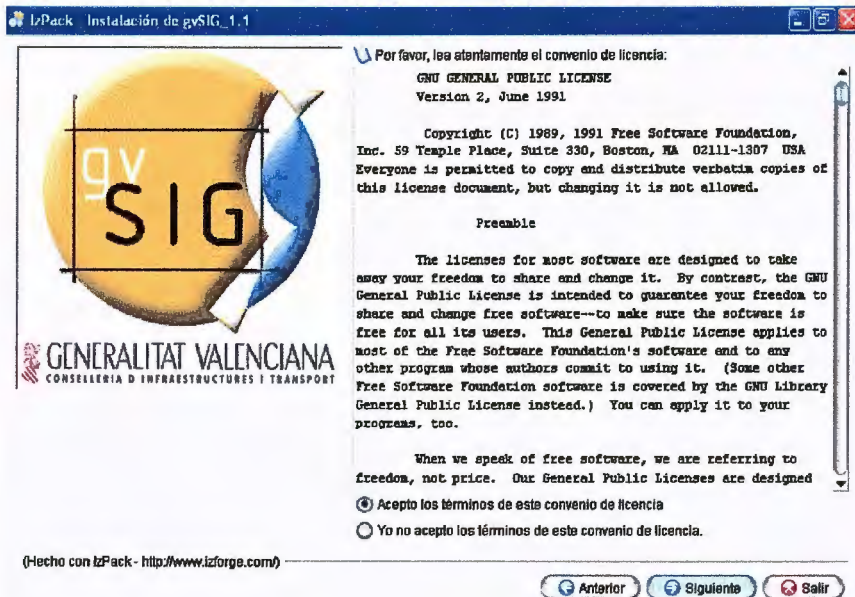 IzPack Instalación de gvSIG_1.1
gv
SIG
GENERALITAT VALENCIANA
CONSELLERIA D INFRAESTRUCTURES I TRANSPORT
Por favor, lea atentamente el convenio de licencia:
GNU GENERAL PUBLIC LICENSE
Version 2, June 1991
Copyright (C) 1989, 1991 Free Software Foundation,
Inc. 59 Temple Place, Suite 330, Boston, MA 02111-1307 USA
Everyone is permitted to copy and distribute verbatim copies of
this license document, but changing it is not allowed.
Preamble
The licenses for most software are designed to take
away your freedom to share and change it. By contrast, the GNU
General Public License is intended to guarantee your freedom to
share and change free software--to make sure the software is
free for all its users. This General Public License applies to
most of the Free Software Foundation's software and to any
other program whose authors commit to using it. (Some other
Free Software Foundation software is covered by the GNU Library
General Public License instead.) You can apply it to your
programs, too.
When we speak of free software, we are referring to
freedom, not price. Our General Public Licenses are designed
Acepto los términos de este convenio de licencia
Yo no acepto los términos de este convenio de licencia.
(Hecho con IzPack - http://www.izforge.com/)
Anterior
Siguiente
Salir